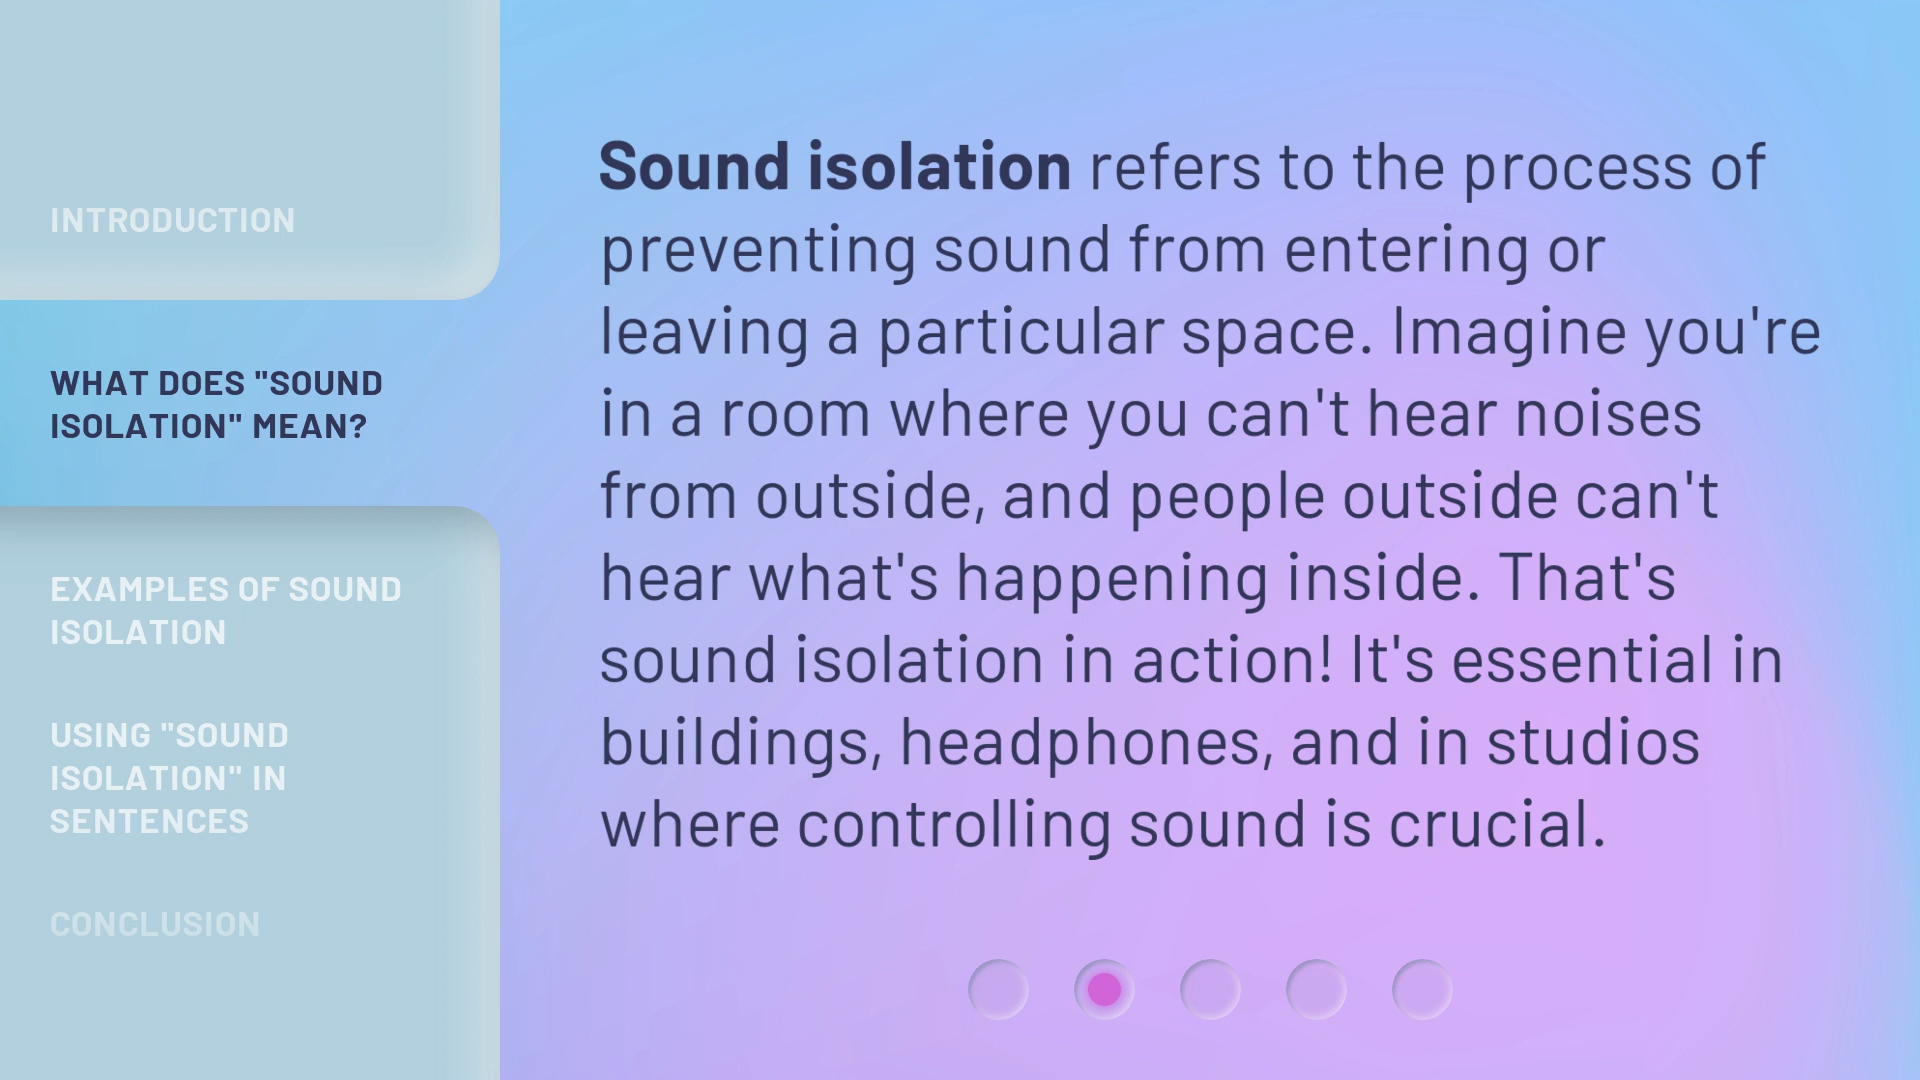 INTRODUCTION
WHAT DOES "SOUND
ISOLATION" MEAN?
EXAMPLES OF SOUND
ISOLATION
USING "SOUND
ISOLATION" IN
SENTENCES
CONCLUSION
Sound isolation refers to the process of
preventing sound from entering or
leaving a particular space. Imagine you're
in a room where you can't hear noises
from outside, and people outside can't
hear what's happening inside. That's
sound isolation in action! It's essential in
buildings, headphones, and in studios
where controlling sound is crucial.